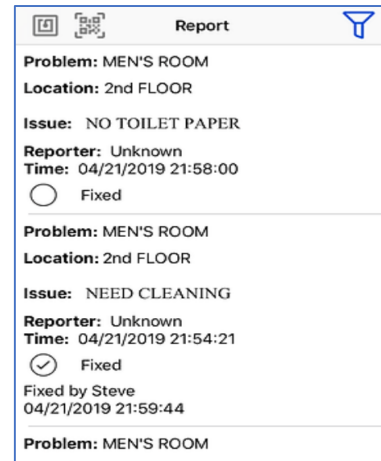 Report
Problem: MEN'S ROOM
Location: 2nd FLOOR
Issue: NO TOILET PAPER
Reporter: Unknown
Time: 04/21/2019 21:58:00
Fixed
Problem: MEN'S ROOM
Location: 2nd FLOOR
Issue: NEED CLEANING
Reporter: Unknown
Time: 04/21/2019 21:54:21
Fixed
Fixed by Steve
04/21/2019 21:59:44
Problem: MEN'S ROOM